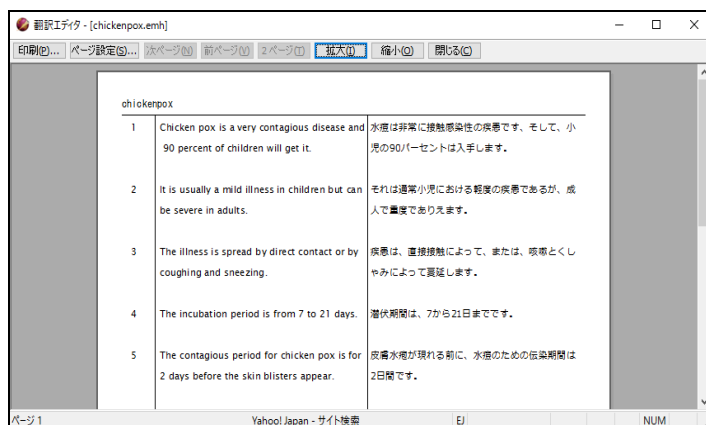 翻訳エディタ - [chickenpox.emh]
印刷(P)... ページ設定(S)... 次ページ(N) 前ページ(V) 2ページ(T) 拡大(I) 縮小(O) 閉じる(C)
chickenpox
1 Chicken pox is a very contagious disease and 水痘は非常に接触感染性の疾患です、そして、小
90 percent of children will get it. 児の90パーセントは入手します。
2 It is usually a mild illness in children but can それは通常小児における軽度の疾患であるが、成
be severe in adults. 人で重度でありえます。
3 The illness is spread by direct contact or by 疾患は、直接接触によって、または、咳嗽とくし
coughing and sneezing. ゃみによって蔓延します。
4 The incubation period is from 7 to 21 days. 潜伏期間は、7から21日までです。
5 The contagious period for chicken pox is for 皮膚水疱が現れる前に、水痘のための伝染期間は
2 days before the skin blisters appear. 2日間です。
ページ 1 Yahoo! Japan - サイト検索 EJ NUM